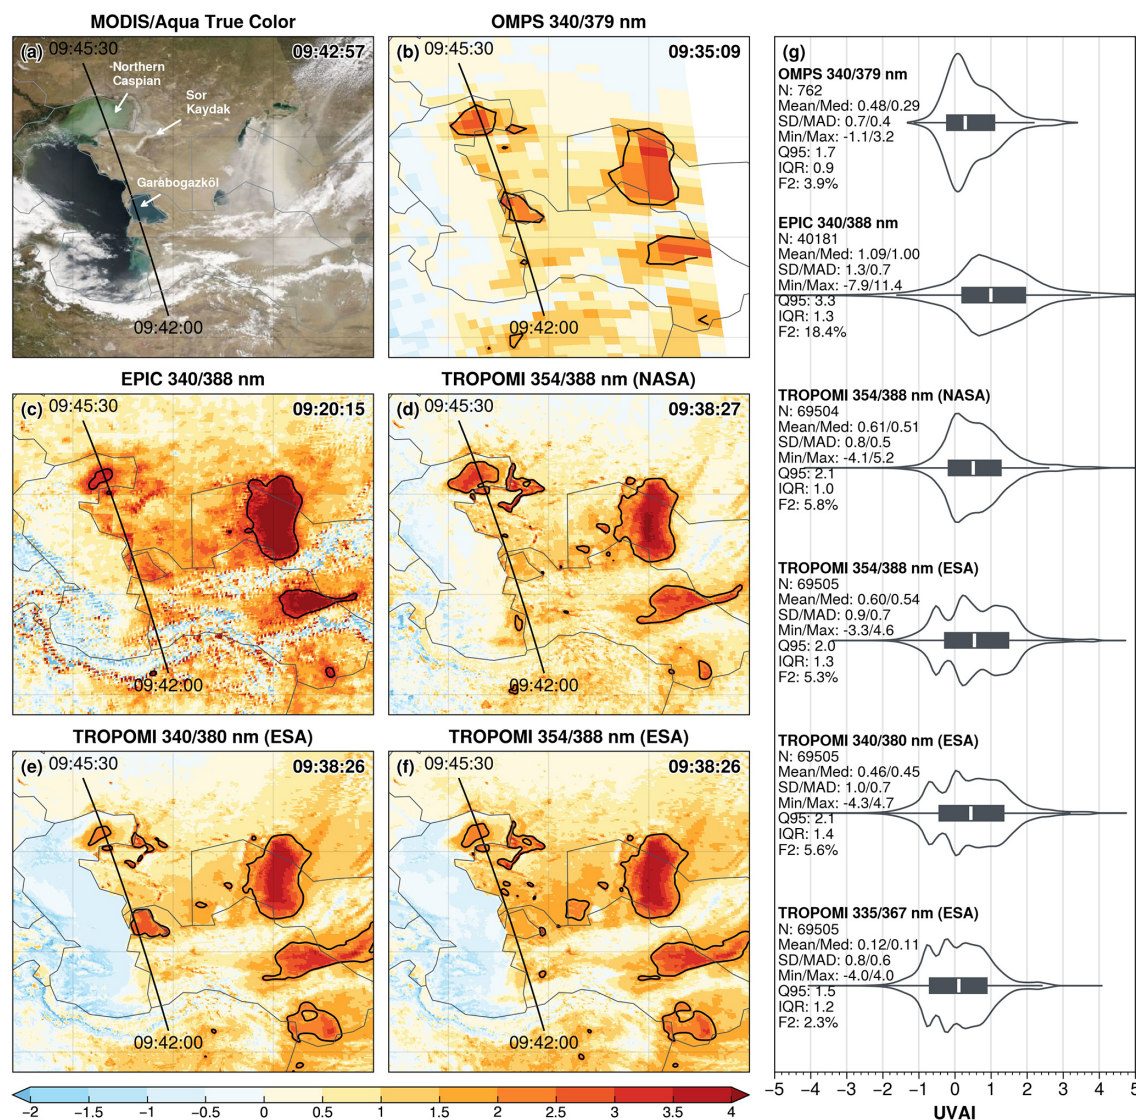 MODIS/Aqua True Color
(a)
09:45:30
09:42:57
Northern
Caspian
Sor
Kaydak
Garabogazköl
09:42:00
OMPS 340/379 nm
(b)
09:45:30
09:35:09
09:42:00
EPIC 340/388 nm
(c)
09:45:30
09:20:15
09:42:00
TROPOMI 354/388 nm (NASA)
(d)
09:45:30
09:38:27
09:42:00
TROPOMI 340/380 nm (ESA)
(e)
09:45:30
09:38:26
09:42:00
TROPOMI 354/388 nm (ESA)
(f)
09:45:30
09:38:26
09:42:00
−2 −1.5 −1 −0.5 0 0.5 1 1.5 2 2.5 3 3.5 4
(g)
OMPS 340/379 nm
N: 762
Mean/Med: 0.48/0.29
SD/MAD: 0.7/0.4
Min/Max: -1.1/3.2
Q95: 1.7
IQR: 0.9
F2: 3.9%
EPIC 340/388 nm
N: 40181
Mean/Med: 1.09/1.00
SD/MAD: 1.3/0.7
Min/Max: -7.9/11.4
Q95: 3.3
IQR: 1.3
F2: 18.4%
TROPOMI 354/388 nm (NASA)
N: 69504
Mean/Med: 0.61/0.51
SD/MAD: 0.8/0.5
Min/Max: -4.1/5.2
Q95: 2.1
IQR: 1.0
F2: 5.8%
TROPOMI 354/388 nm (ESA)
N: 69505
Mean/Med: 0.60/0.54
SD/MAD: 0.9/0.7
Min/Max: -3.3/4.6
Q95: 2.0
IQR: 1.3
F2: 5.3%
TROPOMI 340/380 nm (ESA)
N: 69505
Mean/Med: 0.46/0.45
SD/MAD: 1.0/0.7
Min/Max: -4.3/4.7
Q95: 2.1
IQR: 1.4
F2: 5.6%
TROPOMI 335/367 nm (ESA)
N: 69505
Mean/Med: 0.12/0.11
SD/MAD: 0.8/0.6
Min/Max: -4.0/4.0
Q95: 1.5
IQR: 1.2
F2: 2.3%
−5 −4 −3 −2 −1 0 1 2 3 4 5
UVAI